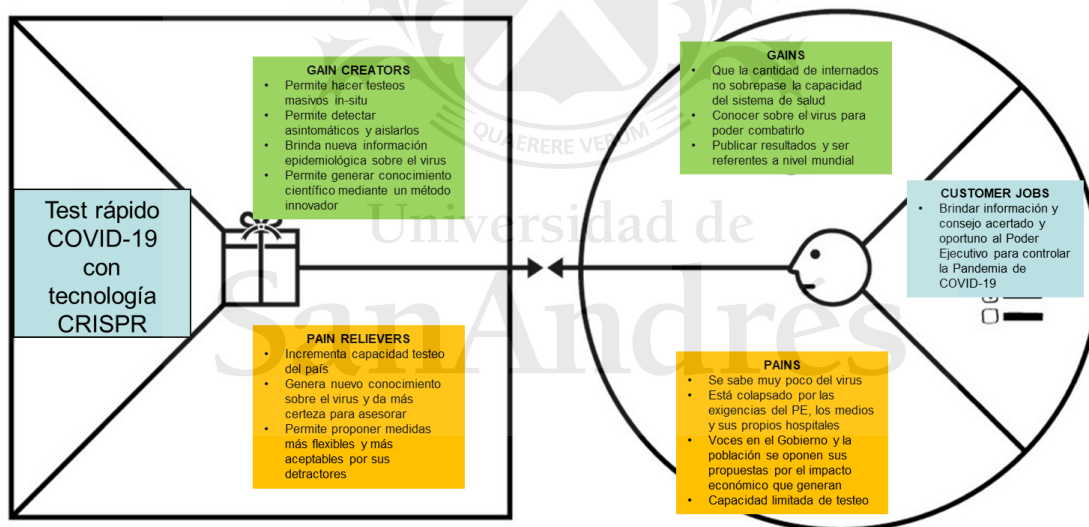 GAIN CREATORS
• Permite hacer testeos
masivos in-situ
• Permite detectar
asintomáticos y aislarlos
• Brinda nueva información
epidemiológica sobre el virus
• Permite generar conocimiento
científico mediante un método
innovador
Test rápido
COVID-19
con
tecnología
CRISPR
PAIN RELIEVERS
• Incrementa capacidad testeo
del país
• Genera nuevo conocimiento
sobre el virus y da más
certeza para asesorar
• Permite proponer medidas
más flexibles y más
aceptables por sus
detractores
GAINS
• Que la cantidad de internados
no sobrepase la capacidad
del sistema de salud
• Conocer sobre el virus para
poder combatirlo
• Publicar resultados y ser
referentes a nivel mundial
CUSTOMER JOBS
• Brindar información y
consejo acertado y
oportuno al Poder
Ejecutivo para controlar
la Pandemia de
COVID-19
PAINS
• Se sabe muy poco del virus
• Está colapsado por las
exigencias del PE, los medios
y sus propios hospitales
• Voces en el Gobierno y la
población se oponen sus
propuestas por el impacto
económico que generan
• Capacidad limitada de testeo
QUAERERE VERUM
Universidad de
SanAndrés